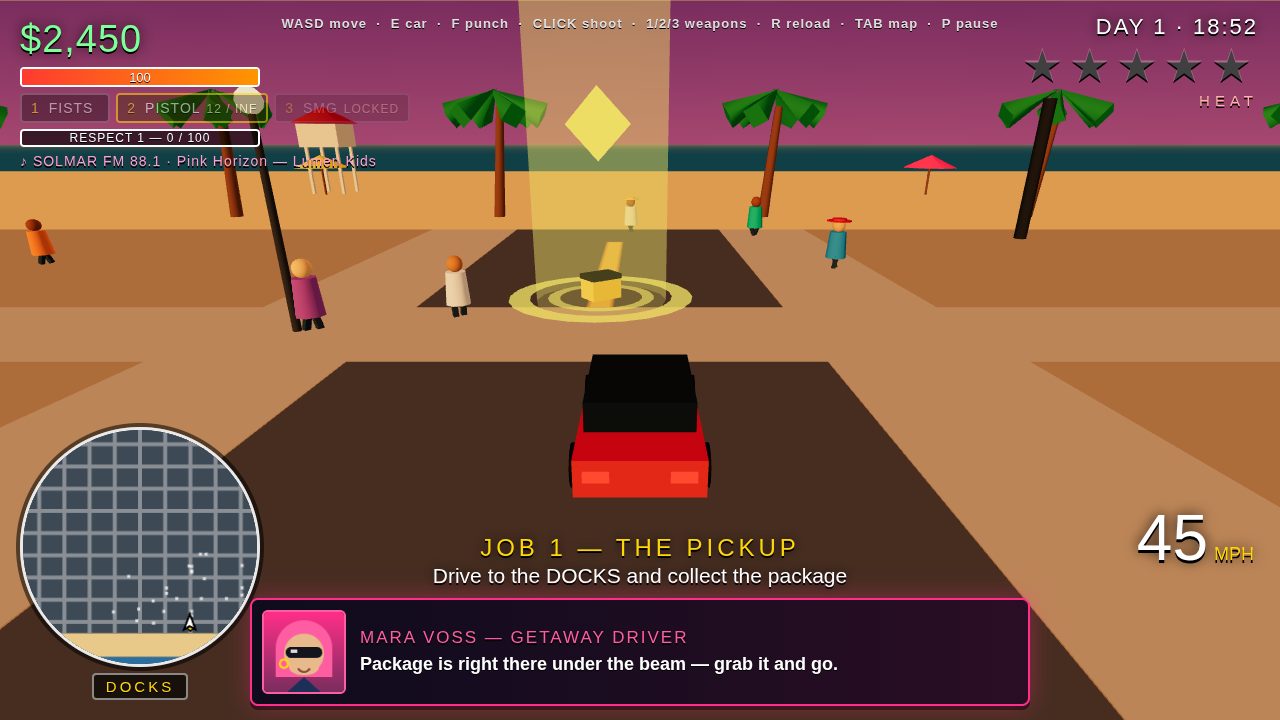 WASD move · E car · F punch · CLICK shoot · 1/2/3 weapons · R reload · TAB map · P pause
$2,450
100
1 FISTS
2 PISTOL 12 / INF
3 SMG LOCKED
RESPECT 1 — 0 / 100
♪ SOLMAR FM 88.1 · Pink Horizon — Lumen Kids
DAY 1 · 18:52
HEAT
45 MPH
JOB 1 — THE PICKUP
Drive to the DOCKS and collect the package
MARA VOSS — GETAWAY DRIVER
Package is right there under the beam — grab it and go.
DOCKS